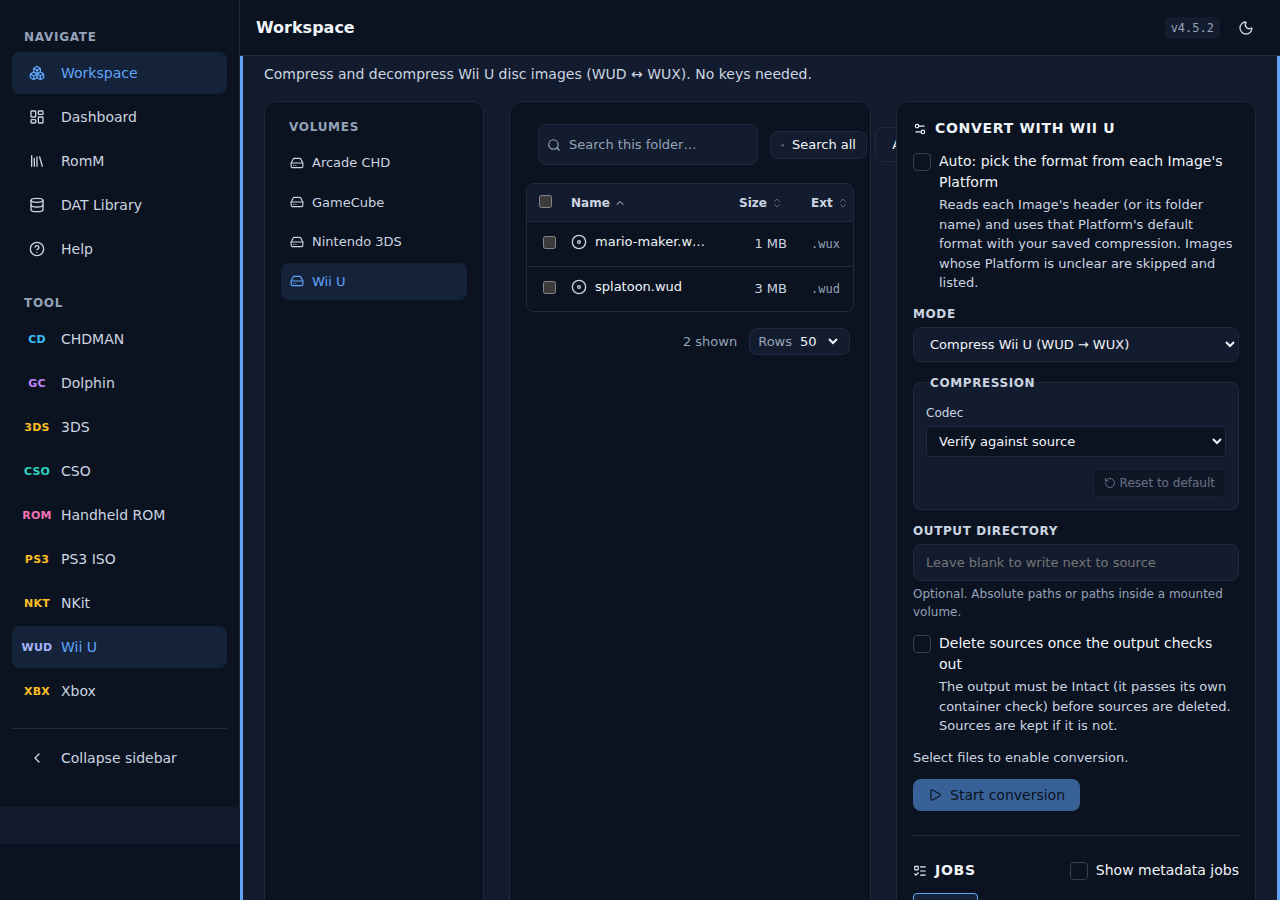 NAVIGATE
Workspace
Dashboard
RomM
DAT Library
Help
TOOL
CD CHDMAN
GC Dolphin
3DS 3DS
CSO CSO
ROM Handheld ROM
PS3 PS3 ISO
NKT NKit
WUD Wii U
XBX Xbox
Collapse sidebar
Workspace
v4.5.2
Compress and decompress Wii U disc images (WUD ↔ WUX). No keys needed.
VOLUMES
Arcade CHD
GameCube
Nintendo 3DS
Wii U
Search this folder…
Search all
Name Size Ext
mario-maker.w… 1 MB .wux
splatoon.wud 3 MB .wud
2 shown Rows 50
CONVERT WITH WII U
Auto: pick the format from each Image's
Platform
Reads each Image's header (or its folder
name) and uses that Platform's default
format with your saved compression. Images
whose Platform is unclear are skipped and
listed.
MODE
Compress Wii U (WUD → WUX)
COMPRESSION
Codec
Verify against source
Reset to default
OUTPUT DIRECTORY
Leave blank to write next to source
Optional. Absolute paths or paths inside a mounted
volume.
Delete sources once the output checks
out
The output must be Intact (it passes its own
container check) before sources are deleted.
Sources are kept if it is not.
Select files to enable conversion.
Start conversion
JOBS
Show metadata jobs